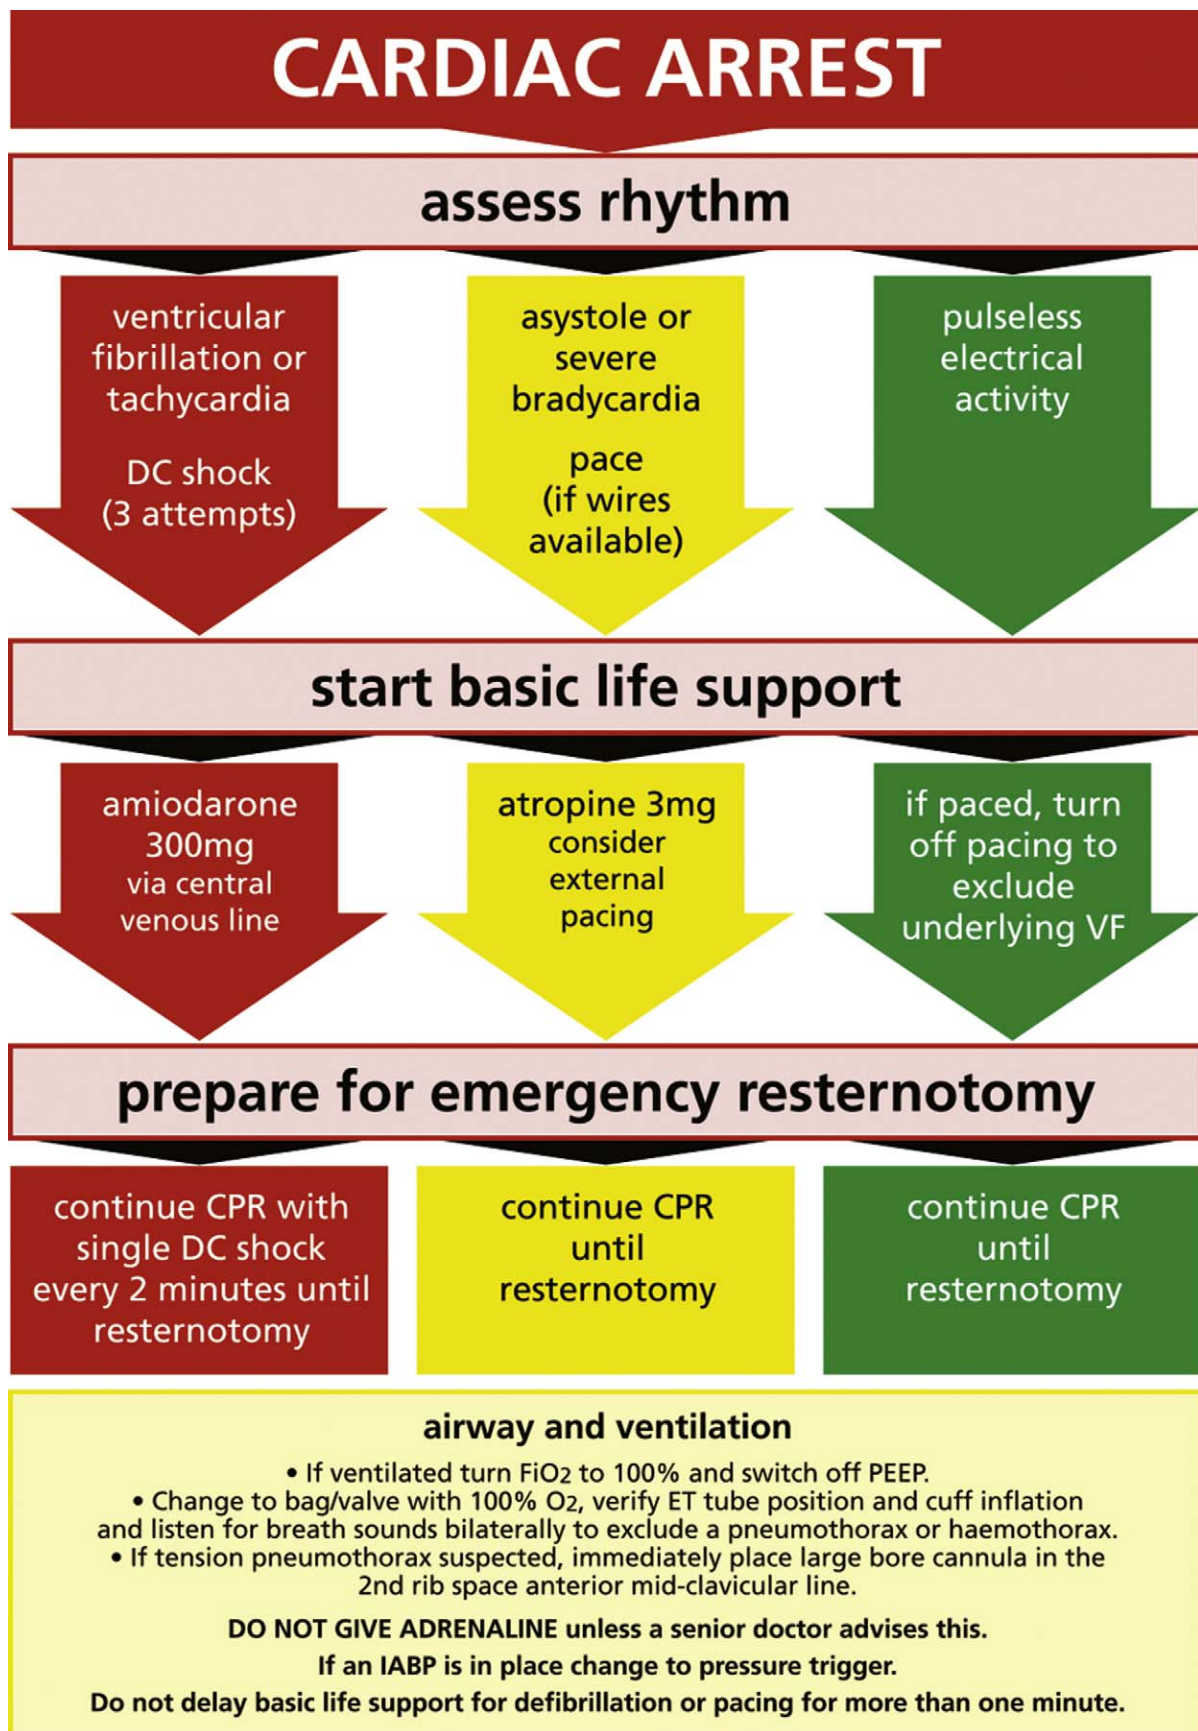 CARDIAC ARREST
assess rhythm
ventricular
fibrillation or
tachycardia
DC shock
(3 attempts)
asystole or
severe
bradycardia
pace
(if wires
available)
pulseless
electrical
activity
start basic life support
amiodarone
300mg
via central
venous line
atropine 3mg
consider
external
pacing
if paced, turn
off pacing to
exclude
underlying VF
prepare for emergency resternotomy
continue CPR with
single DC shock
every 2 minutes until
resternotomy
continue CPR
until
resternotomy
continue CPR
until
resternotomy
airway and ventilation
• If ventilated turn FiO2 to 100% and switch off PEEP.
• Change to bag/valve with 100% O2, verify ET tube position and cuff inflation
and listen for breath sounds bilaterally to exclude a pneumothorax or haemothorax.
• If tension pneumothorax suspected, immediately place large bore cannula in the
2nd rib space anterior mid-clavicular line.
DO NOT GIVE ADRENALINE unless a senior doctor advises this.
If an IABP is in place change to pressure trigger.
Do not delay basic life support for defibrillation or pacing for more than one minute.